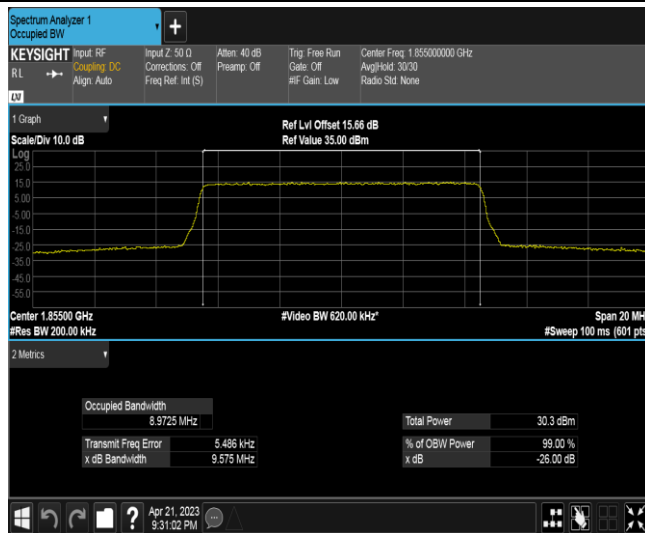 Spectrum Analyzer 1
Occupied BW
+
KEYSIGHT
RL
Input: RF
Coupling: DC
Align: Auto
Input Z: 50 Ω
Corrections: Off
Freq Ref: Int (S)
Atten: 40 dB
Preamp: Off
Trig: Free Run
Gate: Off
#IF Gain: Low
Center Freq: 1.855000000 GHz
Avg|Hold: 30/30
Radio Std: None
1 Graph
Scale/Div 10.0 dB
Ref Lvl Offset 15.66 dB
Ref Value 35.00 dBm
Log
25.0
15.0
5.00
-5.00
-15.0
-25.0
-35.0
-45.0
-55.0
Center 1.85500 GHz
#Video BW 620.00 kHz*
Span 20 MH
#Res BW 200.00 kHz
#Sweep 100 ms (601 pts
2 Metrics
Occupied Bandwidth
8.9725 MHz
Total Power 30.3 dBm
Transmit Freq Error 5.486 kHz
% of OBW Power 99.00 %
x dB Bandwidth 9.575 MHz
x dB -26.00 dB
?
Apr 21, 2023
9:31:02 PM